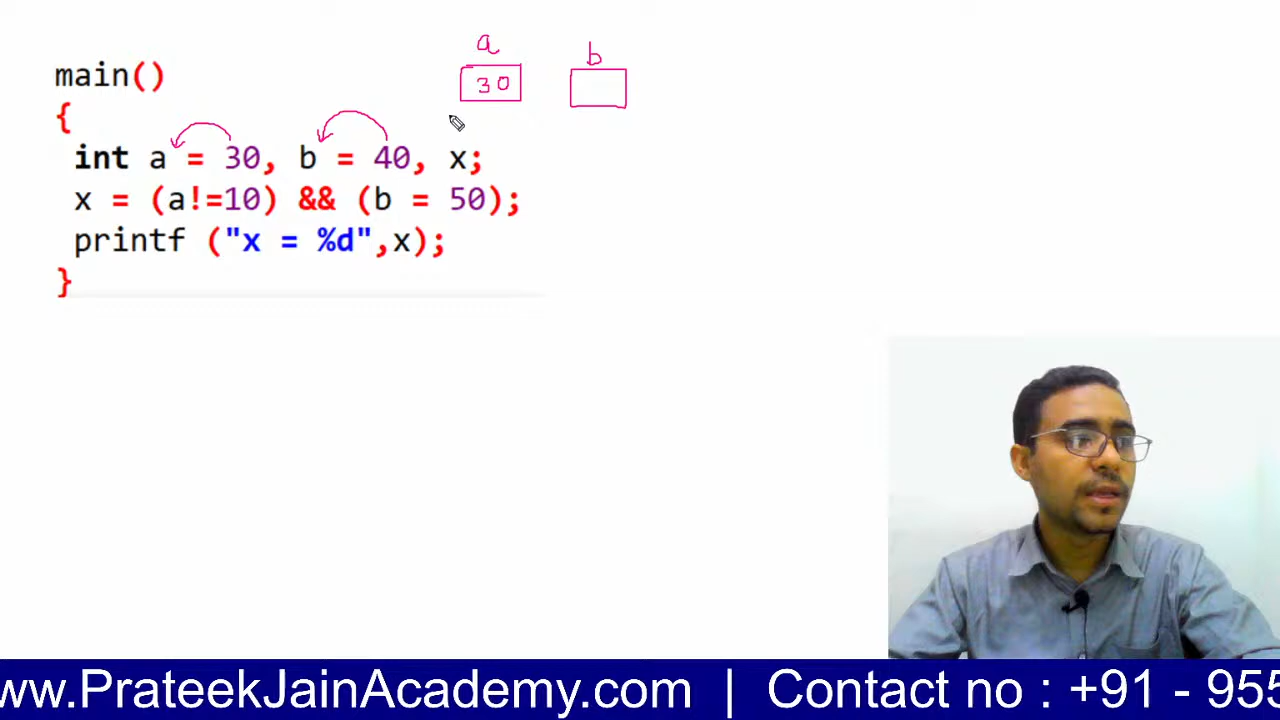 a
b
30
main()
{
int a = 30, b = 40, x;
x = (a!=10) && (b = 50);
printf ("x = %d",x);
}
ww.PrateekJainAcademy.com | Contact no : +91 - 955